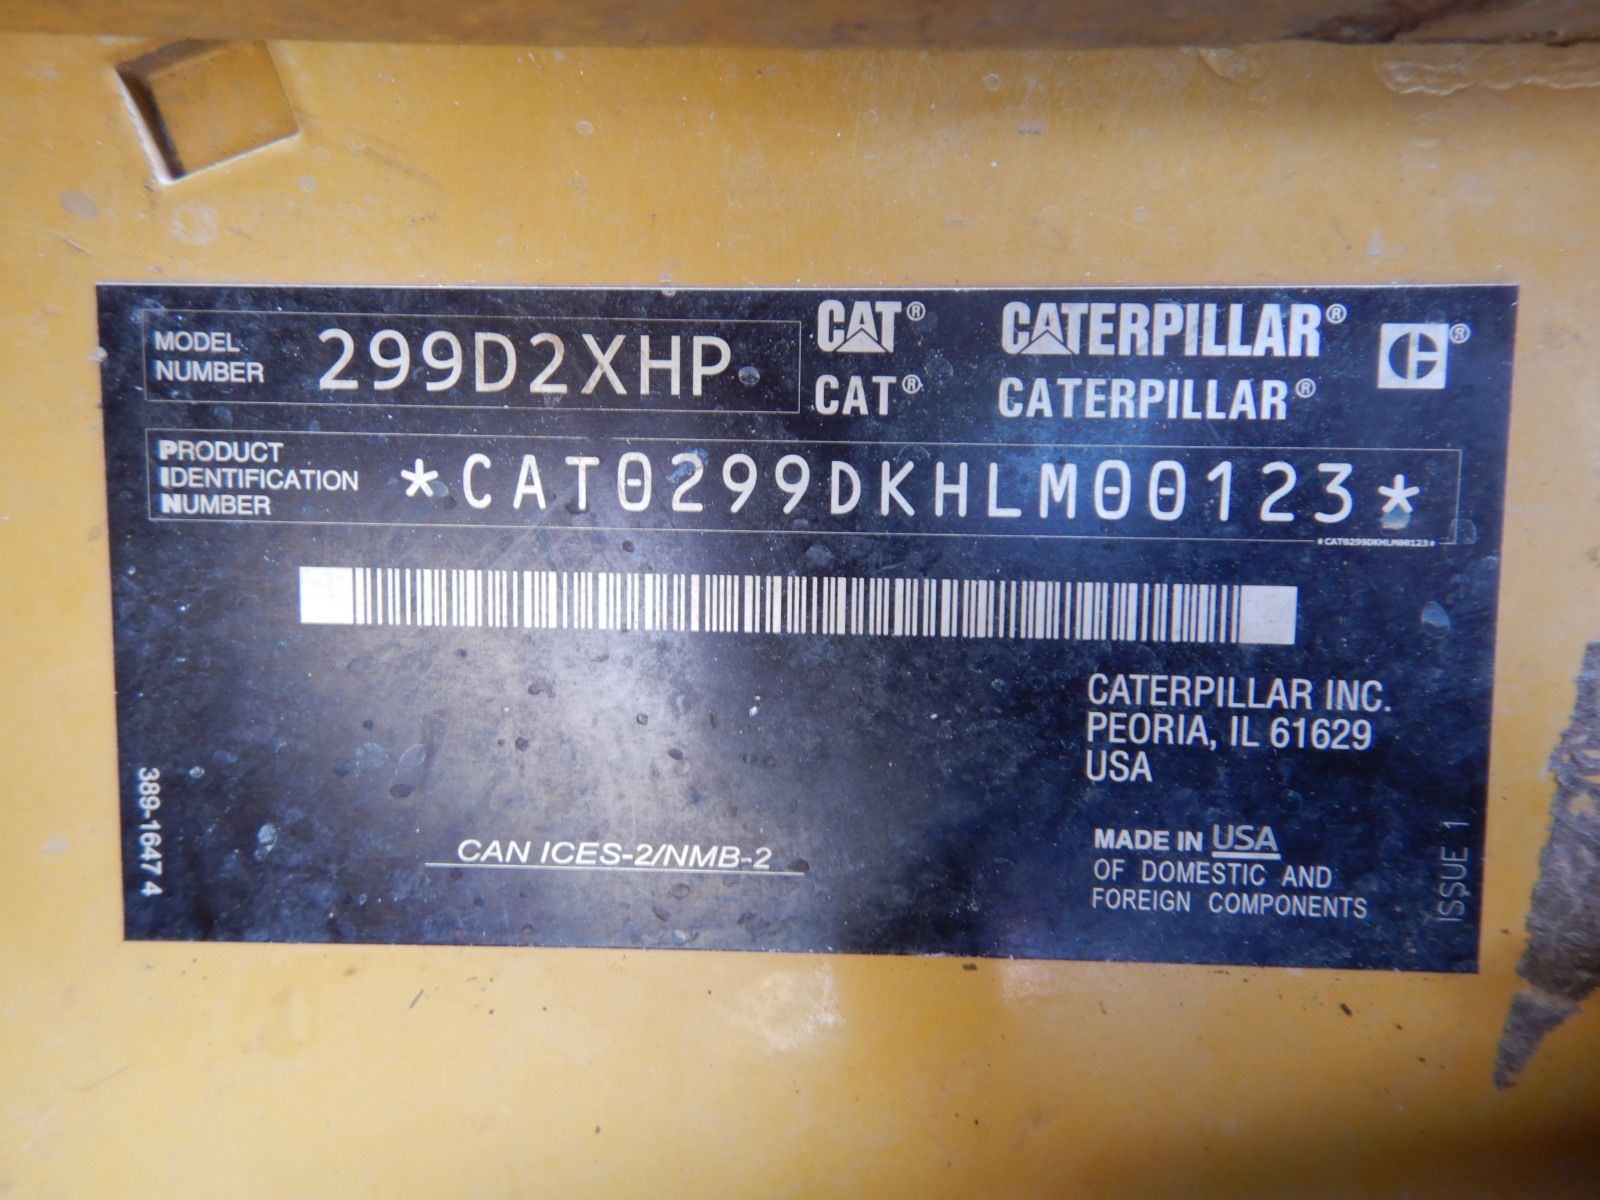 MODEL NUMBER 299D2XHP
CAT® CATERPILLAR® ®
CAT® CATERPILLAR®
PRODUCT IDENTIFICATION NUMBER *CAT0299DKHLM00123*
*CAT0299DKHLM00123*
CATERPILLAR INC.
PEORIA, IL 61629
USA
389-1647 4
CAN ICES-2/NMB-2
MADE IN USA
OF DOMESTIC AND
FOREIGN COMPONENTS
ISSUE 1